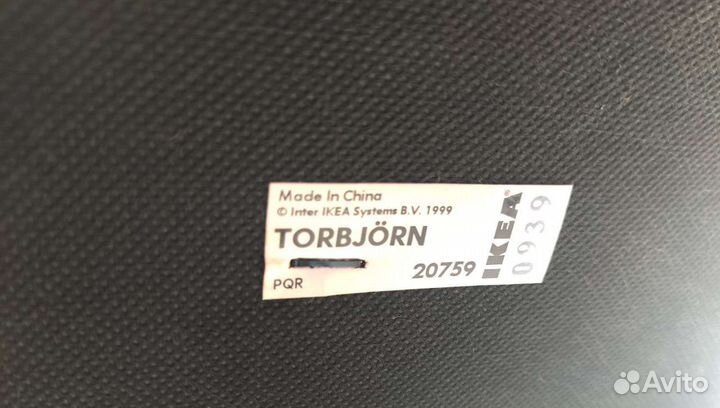 Made In China
© Inter IKEA Systems B.V. 1999
TORBJÖRN
20759
PQR
IKEA®
0939
Avito